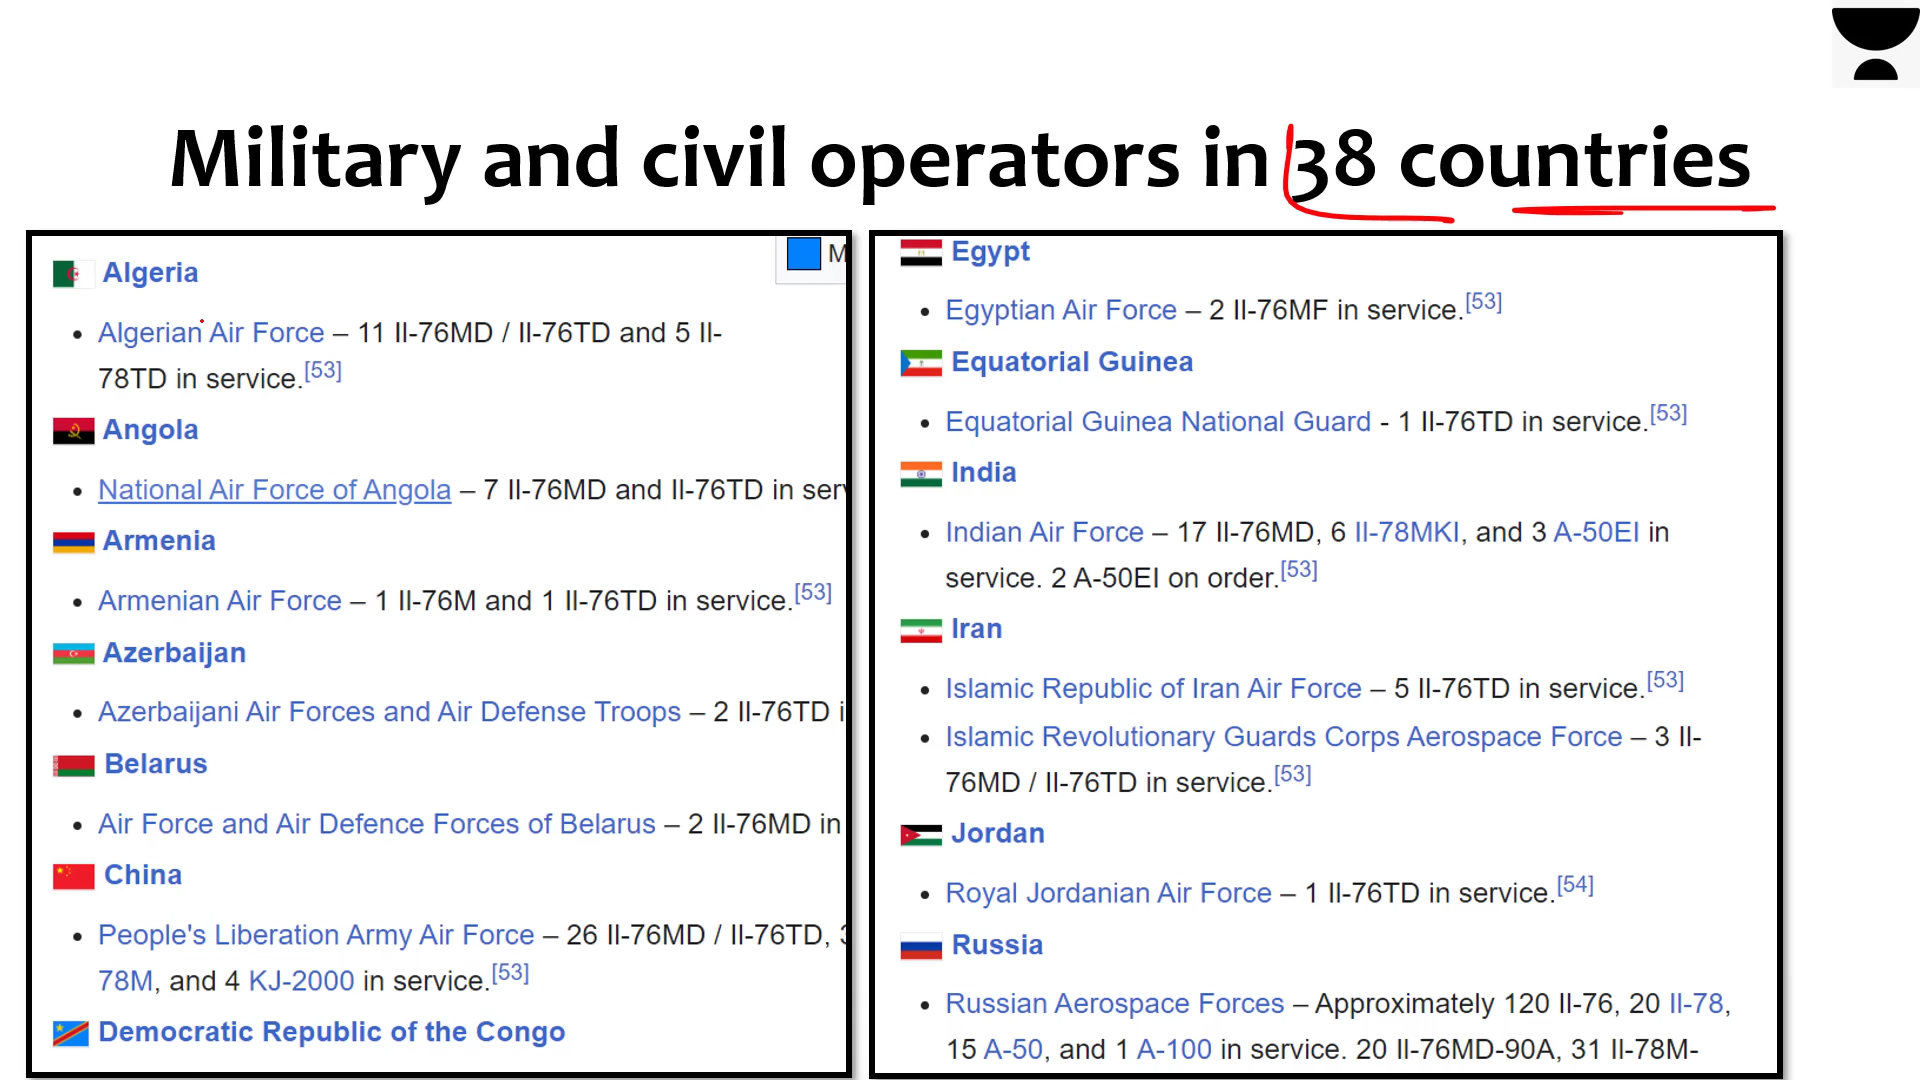 Military and civil operators in 38 countries
M
Algeria
Algerian Air Force – 11 Il-76MD / Il-76TD and 5 Il-
78TD in service.[53]
Angola
National Air Force of Angola – 7 Il-76MD and Il-76TD in serv
Armenia
Armenian Air Force – 1 Il-76M and 1 Il-76TD in service.[53]
Azerbaijan
Azerbaijani Air Forces and Air Defense Troops – 2 Il-76TD i
Belarus
Air Force and Air Defence Forces of Belarus – 2 Il-76MD in
China
People's Liberation Army Air Force – 26 Il-76MD / Il-76TD, 3
78M, and 4 KJ-2000 in service.[53]
Democratic Republic of the Congo
Egypt
Egyptian Air Force – 2 Il-76MF in service.[53]
Equatorial Guinea
Equatorial Guinea National Guard - 1 Il-76TD in service.[53]
India
Indian Air Force – 17 Il-76MD, 6 Il-78MKI, and 3 A-50EI in
service. 2 A-50EI on order.[53]
Iran
Islamic Republic of Iran Air Force – 5 Il-76TD in service.[53]
Islamic Revolutionary Guards Corps Aerospace Force – 3 Il-
76MD / Il-76TD in service.[53]
Jordan
Royal Jordanian Air Force – 1 Il-76TD in service.[54]
Russia
Russian Aerospace Forces – Approximately 120 Il-76, 20 Il-78,
15 A-50, and 1 A-100 in service. 20 Il-76MD-90A, 31 Il-78M-